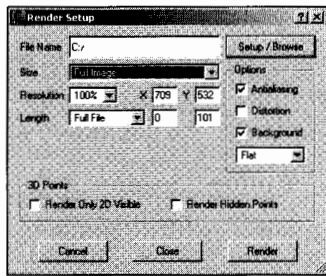 Render Setup
File Name C:/ Setup / Browse
Size Full Image Options
Resolution 100% X 709 Y 532 Antialiasing
Length Full File 0 101 Distortion
Background
Flat
3D Points
Render Only 2D Visible Render Hidden Points
Cancel Close Render